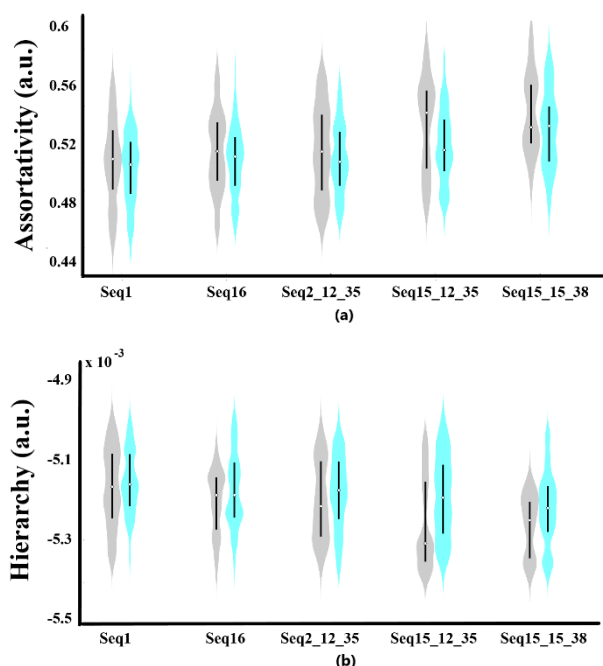 Assortativity (a.u.)
0.6
0.56
0.52
0.48
0.44
Seq1 Seq16 Seq2_12_35 Seq15_12_35 Seq15_15_38
(a)
Hierarchy (a.u.)
x 10⁻³
-4.9
-5.1
-5.3
-5.5
Seq1 Seq16 Seq2_12_35 Seq15_12_35 Seq15_15_38
(b)